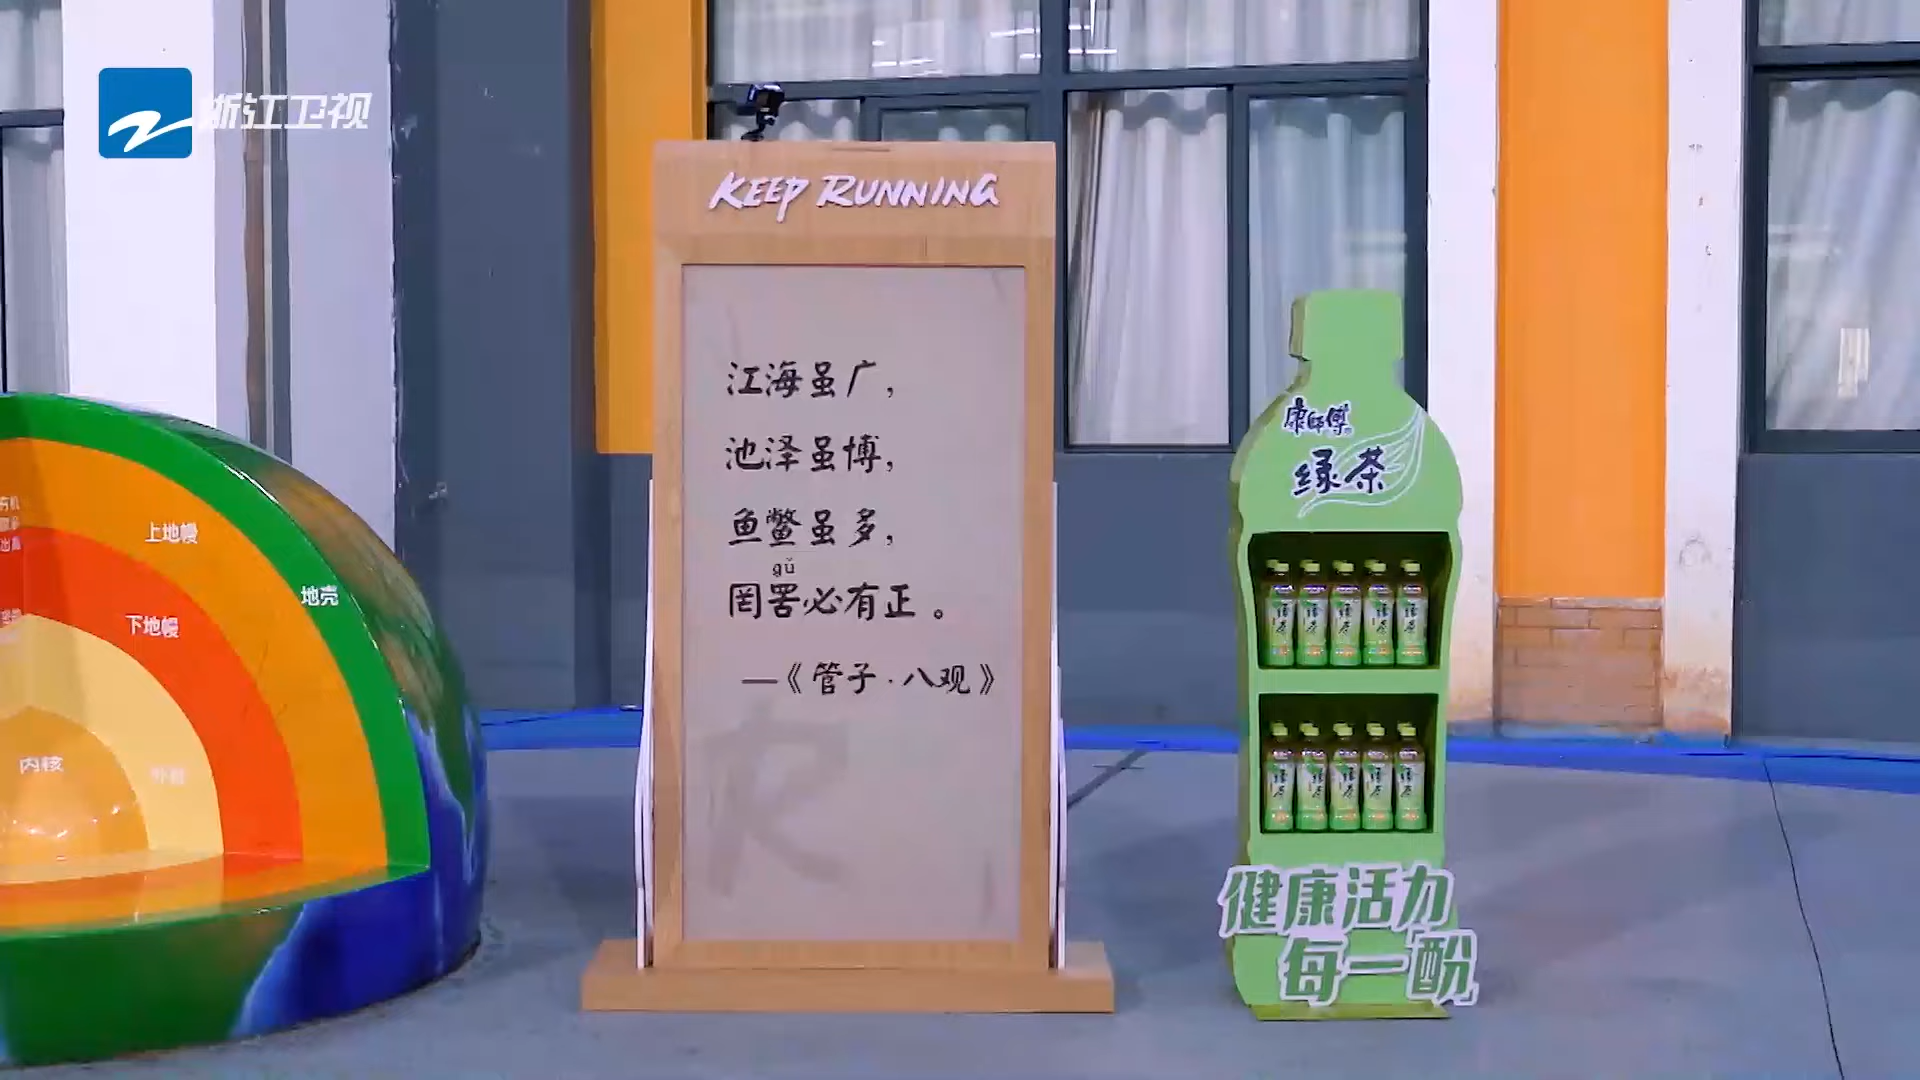 浙江卫视
KEEP RUNNING
江海虽广，
池泽虽博，
鱼鳖虽多，
gǔ
罔罟必有正。
—《管子·八观》
康师傅
绿茶
健康活力
每一「酚」
上地幔
地壳
下地幔
内核
外核